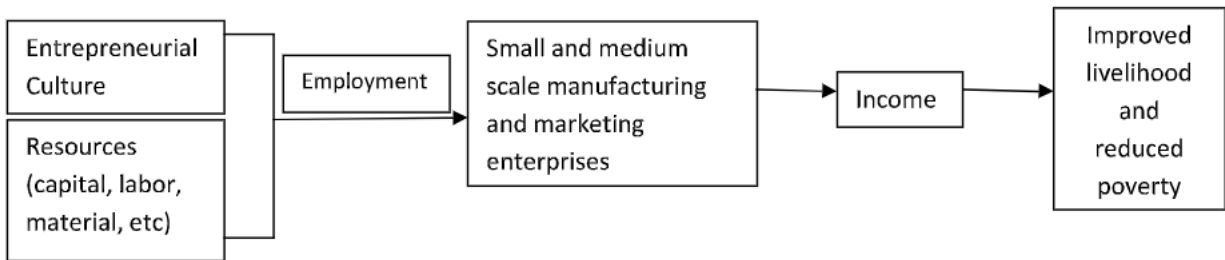 Entrepreneurial
Culture
Resources
(capital, labor,
material, etc)
Employment
Small and medium
scale manufacturing
and marketing
enterprises
Income
Improved
livelihood
and
reduced
poverty